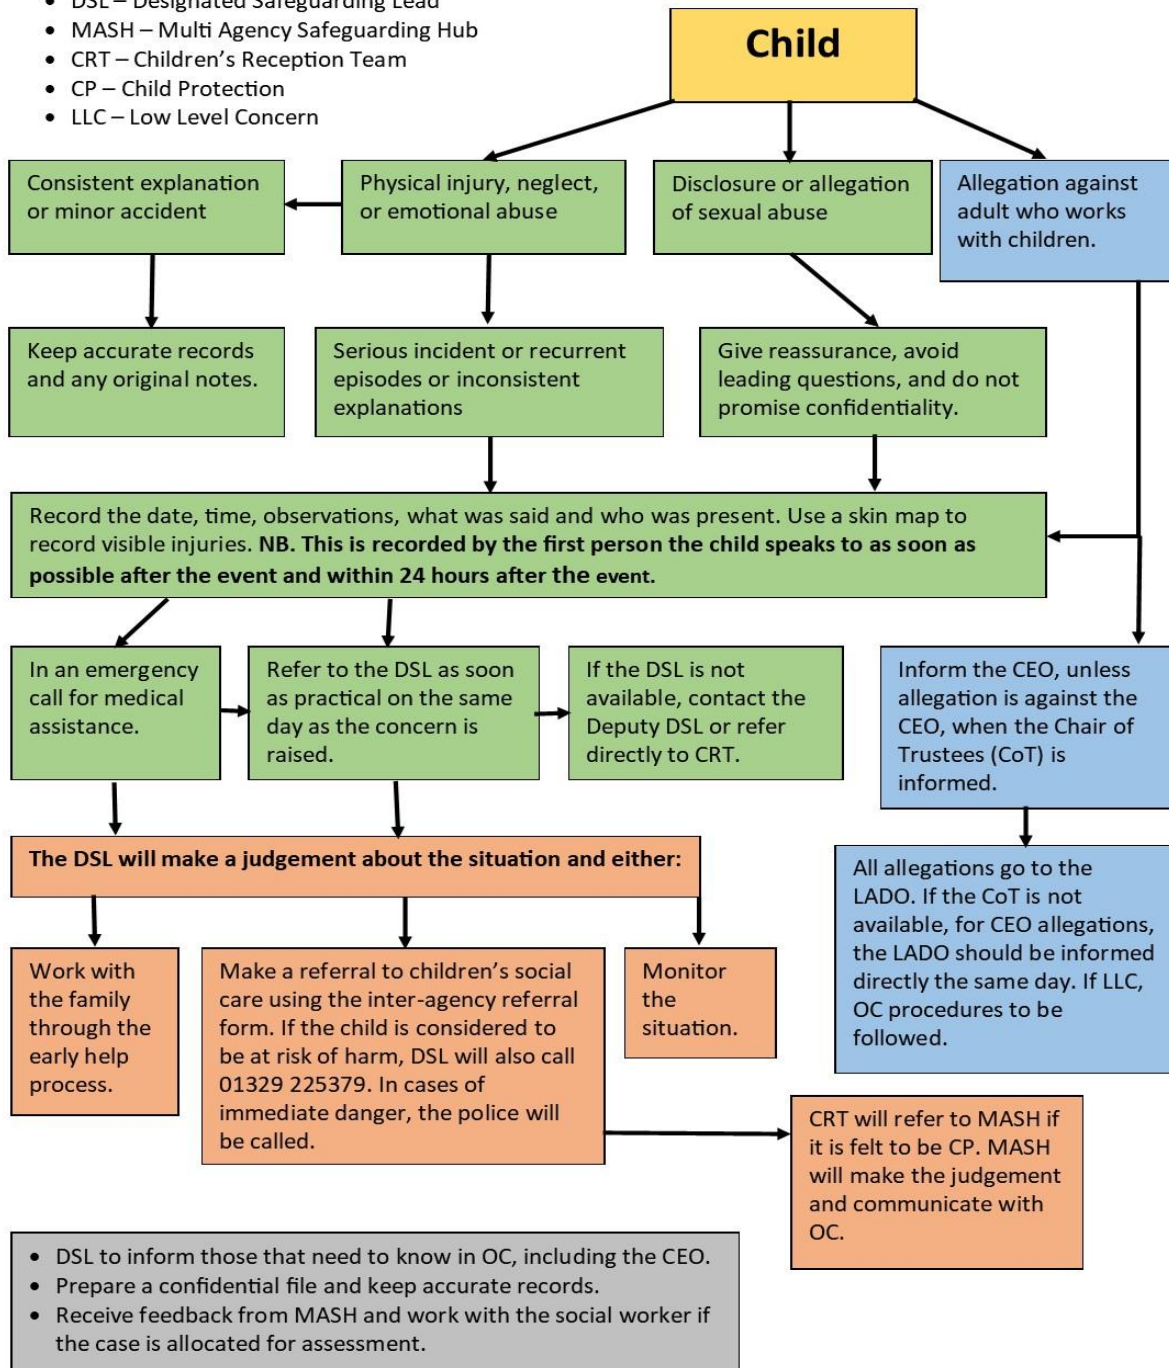 • DSL – Designated Safeguarding Lead
• MASH – Multi Agency Safeguarding Hub
• CRT – Children's Reception Team
• CP – Child Protection
• LLC – Low Level Concern
Child
Consistent explanation
or minor accident
Physical injury, neglect,
or emotional abuse
Disclosure or allegation
of sexual abuse
Allegation against
adult who works
with children.
Keep accurate records
and any original notes.
Serious incident or recurrent
episodes or inconsistent
explanations
Give reassurance, avoid
leading questions, and do not
promise confidentiality.
Record the date, time, observations, what was said and who was present. Use a skin map to
record visible injuries. NB. This is recorded by the first person the child speaks to as soon as
possible after the event and within 24 hours after the event.
In an emergency
call for medical
assistance.
Refer to the DSL as soon
as practical on the same
day as the concern is
raised.
If the DSL is not
available, contact the
Deputy DSL or refer
directly to CRT.
Inform the CEO, unless
allegation is against the
CEO, when the Chair of
Trustees (CoT) is
informed.
The DSL will make a judgement about the situation and either:
All allegations go to the
LADO. If the CoT is not
available, for CEO allegations,
the LADO should be informed
directly the same day. If LLC,
OC procedures to be
followed.
Work with
the family
through the
early help
process.
Make a referral to children's social
care using the inter-agency referral
form. If the child is considered to
be at risk of harm, DSL will also call
01329 225379. In cases of
immediate danger, the police will
be called.
Monitor
the
situation.
CRT will refer to MASH if
it is felt to be CP. MASH
will make the judgement
and communicate with
OC.
• DSL to inform those that need to know in OC, including the CEO.
• Prepare a confidential file and keep accurate records.
• Receive feedback from MASH and work with the social worker if
the case is allocated for assessment.